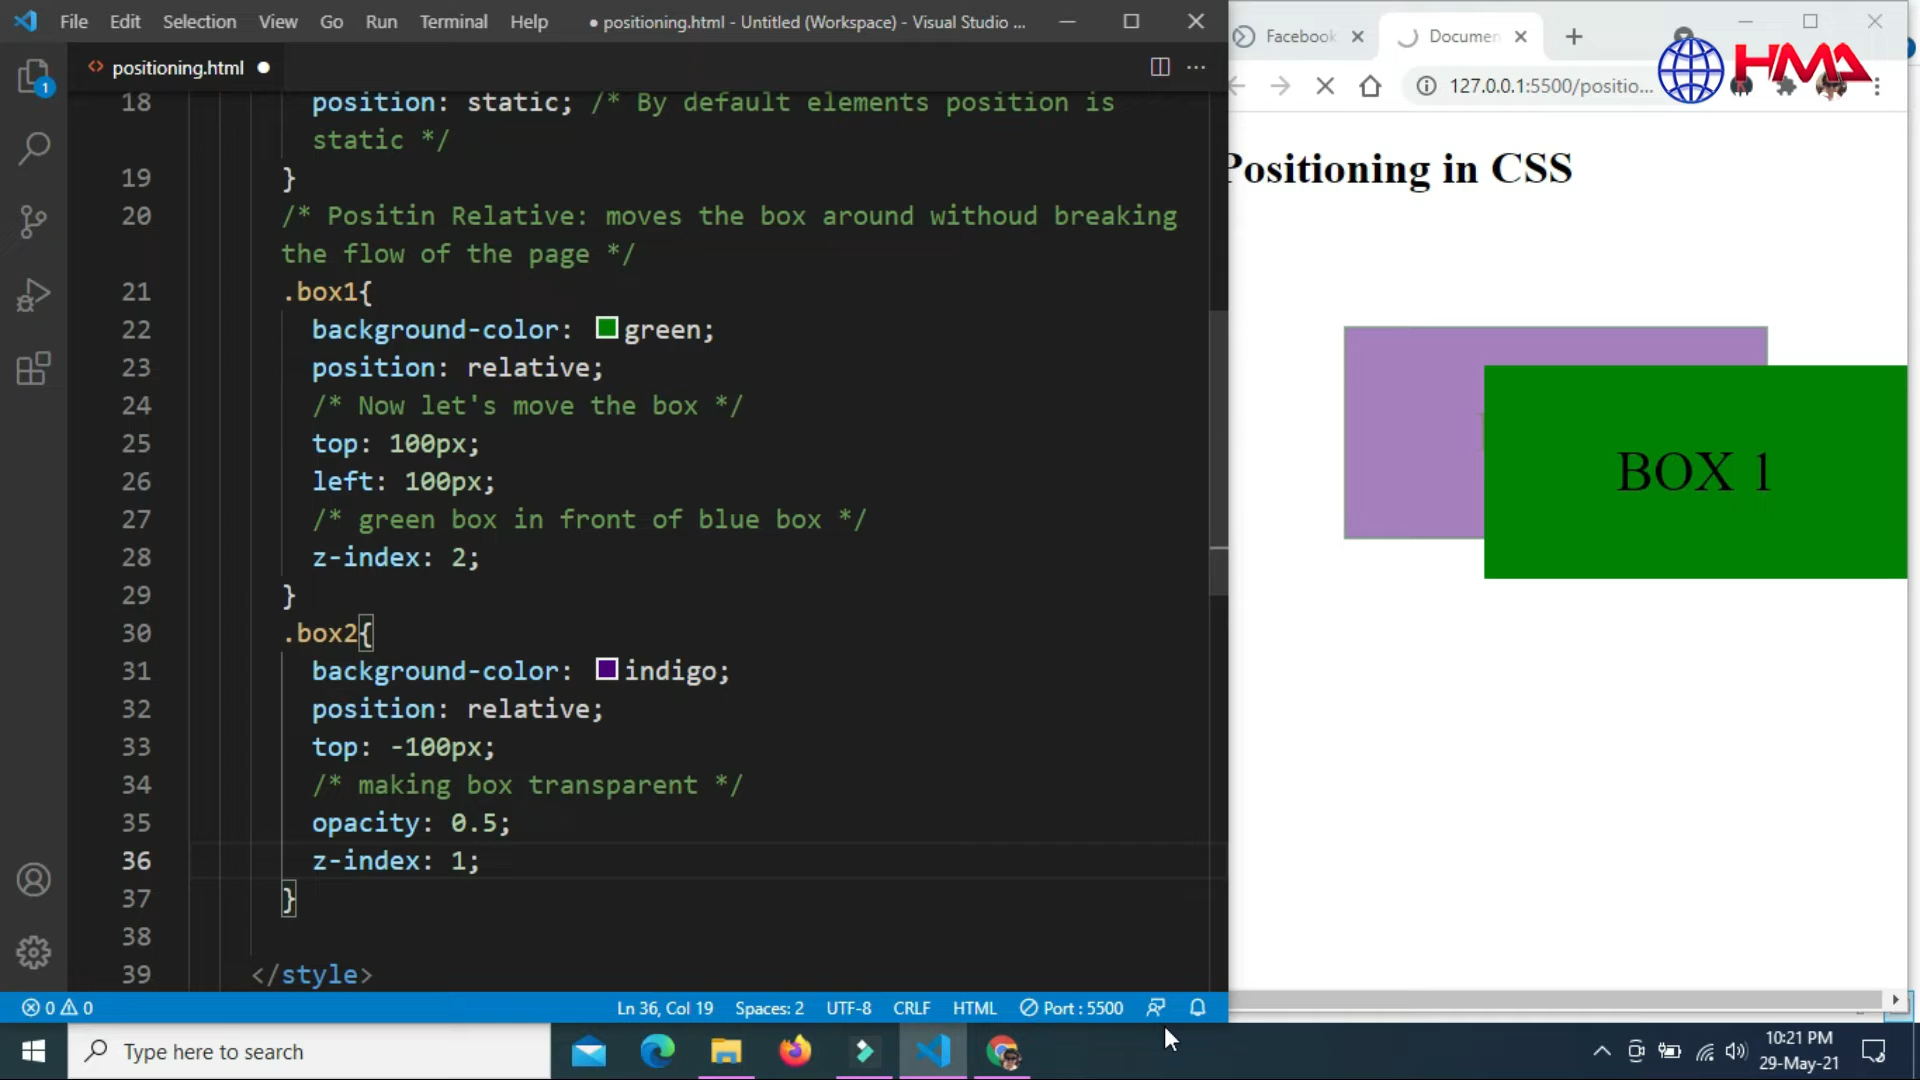 File Edit Selection View Go Run Terminal Help ● positioning.html - Untitled (Workspace) - Visual Studio ...
positioning.html
18 position: static; /* By default elements position is
static */
19 }
20 /* Positin Relative: moves the box around withoud breaking
the flow of the page */
21 .box1{
22 background-color: green;
23 position: relative;
24 /* Now let's move the box */
25 top: 100px;
26 left: 100px;
27 /* green box in front of blue box */
28 z-index: 2;
29 }
30 .box2{
31 background-color: indigo;
32 position: relative;
33 top: -100px;
34 /* making box transparent */
35 opacity: 0.5;
36 z-index: 1;
37 }
38
39 </style>
1
0 0
Ln 36, Col 19 Spaces: 2 UTF-8 CRLF HTML Port : 5500
Facebook
Documen
127.0.0.1:5500/positio...
HMA
Positioning in CSS
BOX 1
Type here to search
10:21 PM
29-May-21